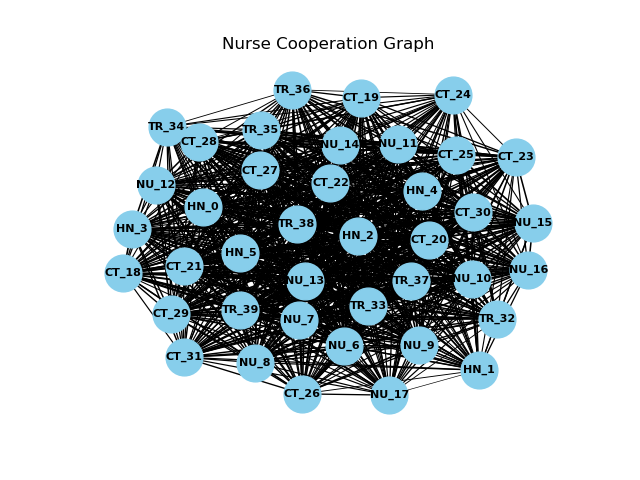 Nurse Cooperation Graph
TR_36
CT_24
CT_19
TR_34
TR_35
CT_28
NU_14
NU_11
CT_25
CT_23
CT_27
CT_22
NU_12
HN_4
HN_0
CT_30
NU_15
TR_38
HN_3
HN_2
CT_20
HN_5
CT_21
CT_18
NU_16
NU_13
TR_37
NU_10
TR_33
TR_39
CT_29
NU_7
TR_32
NU_6
NU_9
CT_31
NU_8
HN_1
CT_26
NU_17